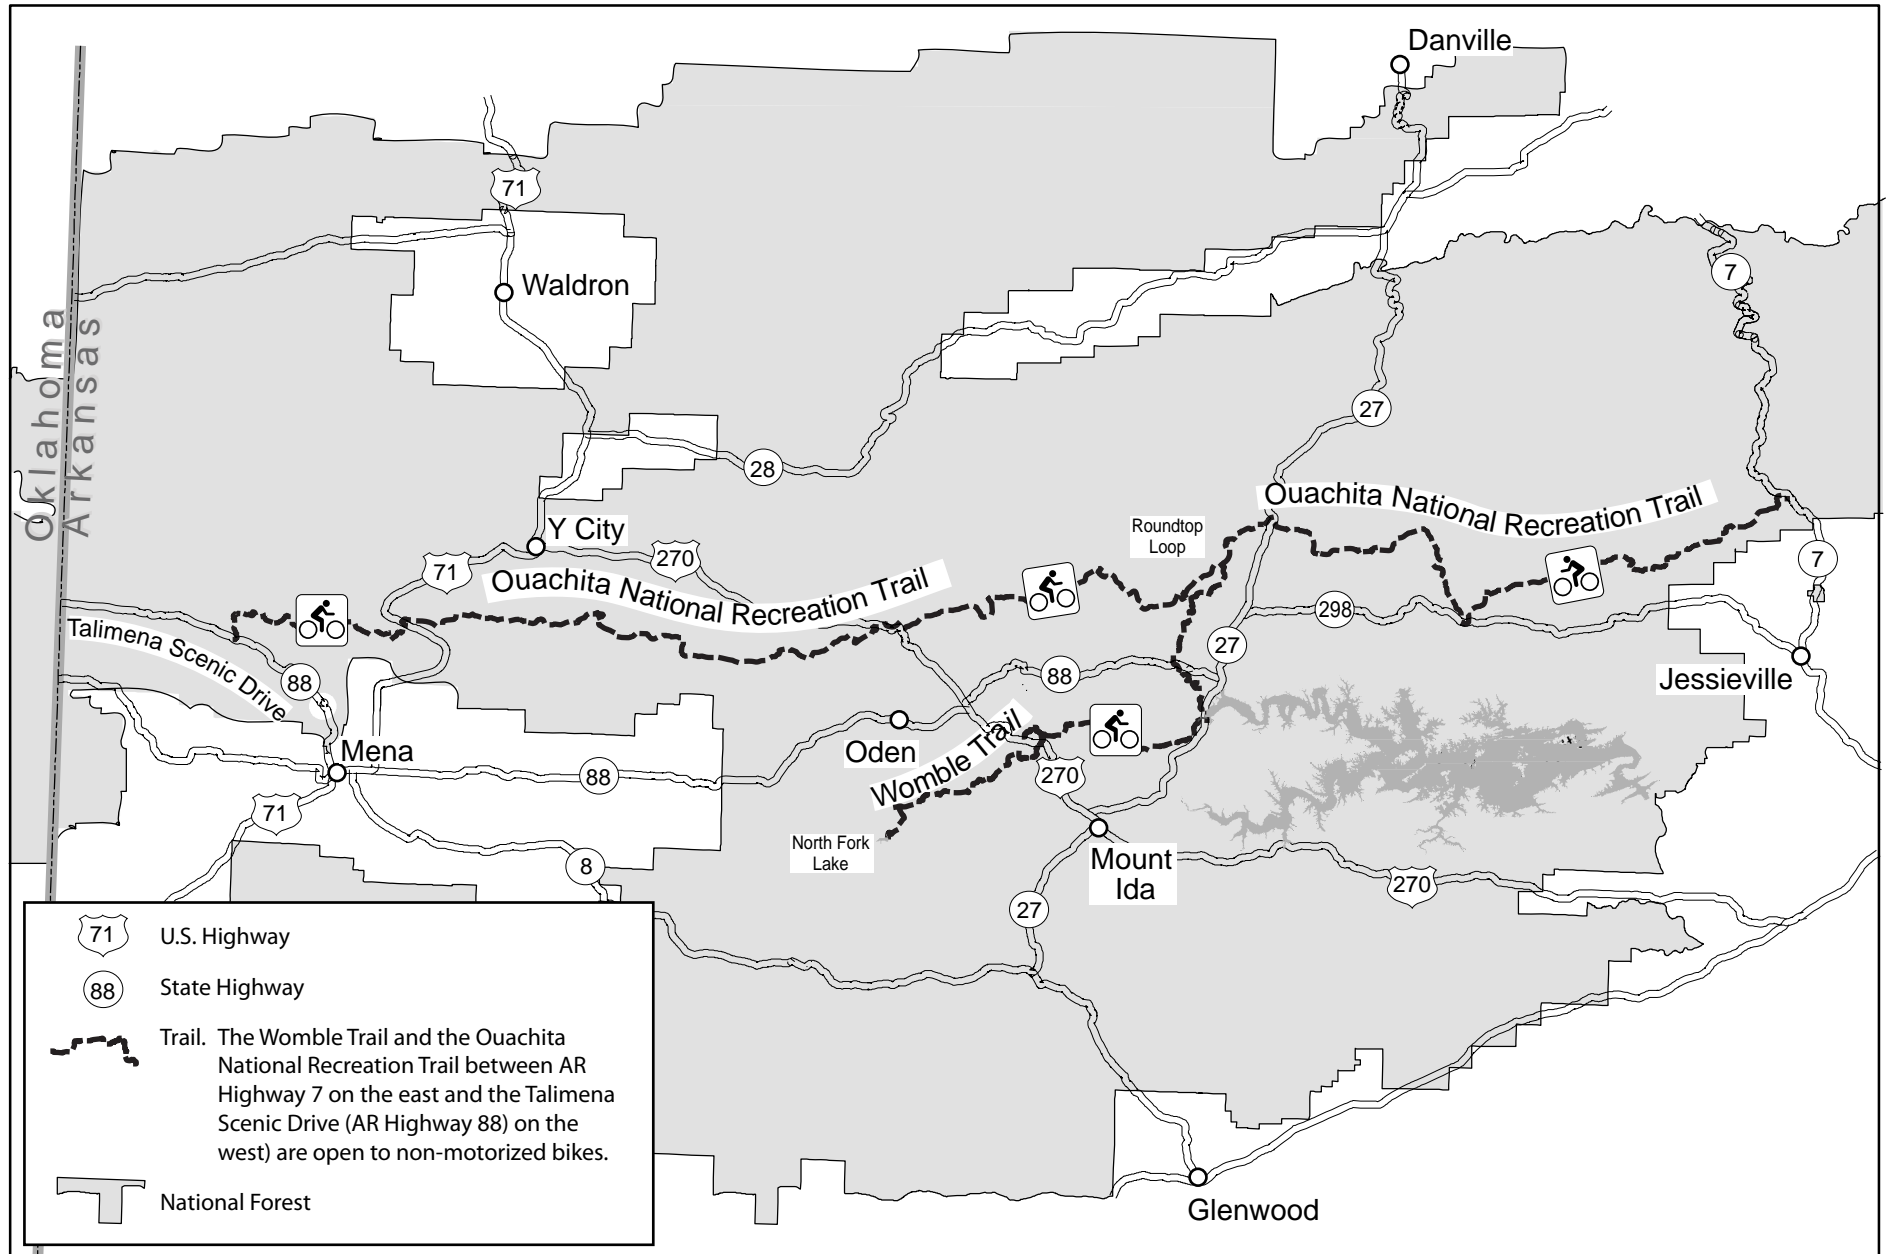 Danville
71
7
Waldron
Oklahoma
Arkansas
27
28
Ouachita National Recreation Trail
Roundtop
Loop
Y City
270
71
7
Ouachita National Recreation Trail
298
Talimena Scenic Drive
27
88
88
Jessieville
Oden
Womble Trail
Mena
88
270
71
North Fork
Lake
Mount
Ida
8
270
27
71 U.S. Highway
88 State Highway
Trail. The Womble Trail and the Ouachita
National Recreation Trail between AR
Highway 7 on the east and the Talimena
Scenic Drive (AR Highway 88) on the
west) are open to non-motorized bikes.
National Forest
Glenwood